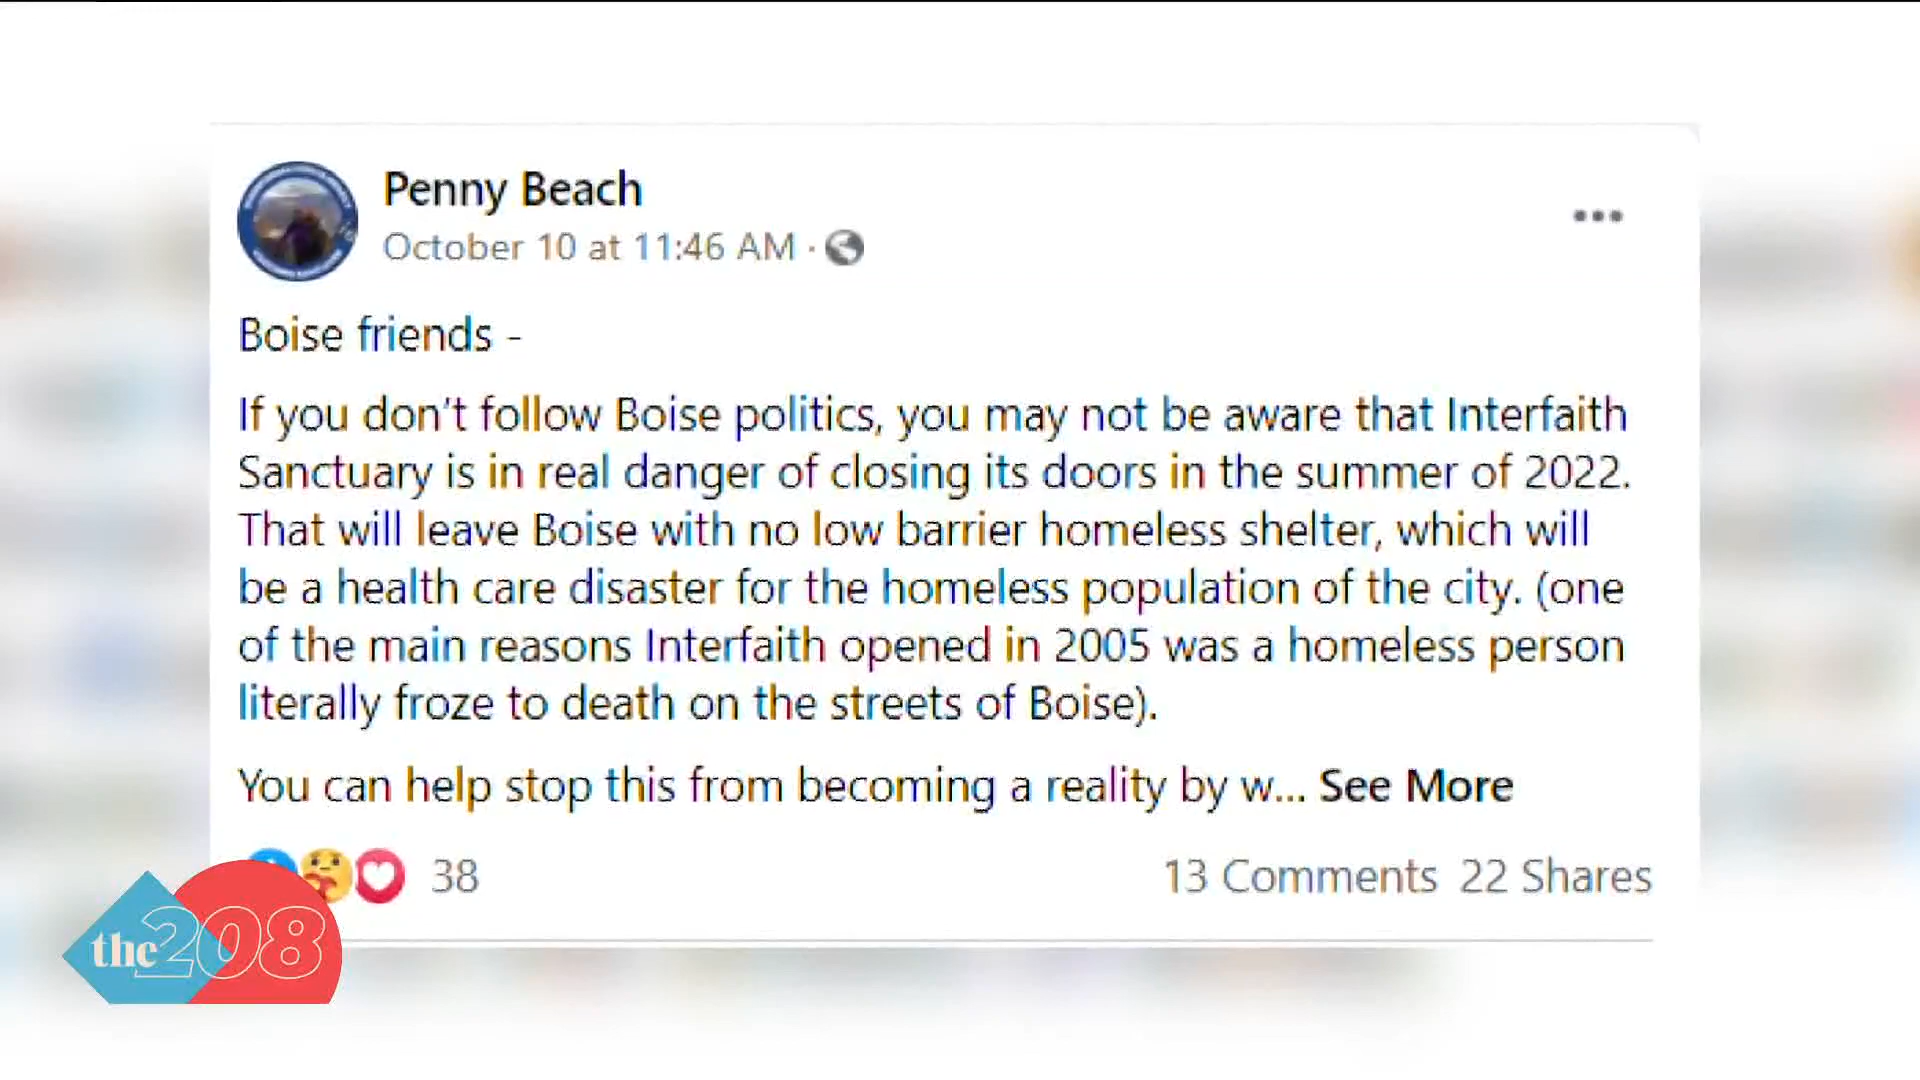 Penny Beach
October 10 at 11:46 AM ·
Boise friends -
If you don't follow Boise politics, you may not be aware that Interfaith
Sanctuary is in real danger of closing its doors in the summer of 2022.
That will leave Boise with no low barrier homeless shelter, which will
be a health care disaster for the homeless population of the city. (one
of the main reasons Interfaith opened in 2005 was a homeless person
literally froze to death on the streets of Boise).
You can help stop this from becoming a reality by w... See More
38
13 Comments 22 Shares
the 208